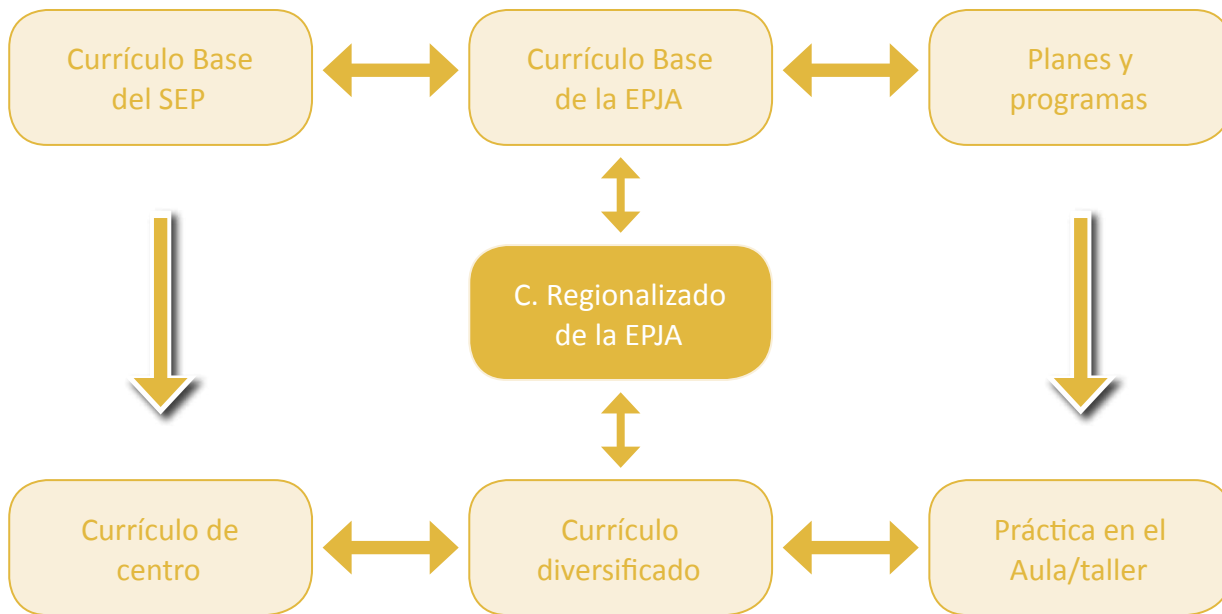 Currículo Base
del SEP
Currículo Base
de la EPJA
Planes y
programas
C. Regionalizado
de la EPJA
Currículo de
centro
Currículo
diversificado
Práctica en el
Aula/taller